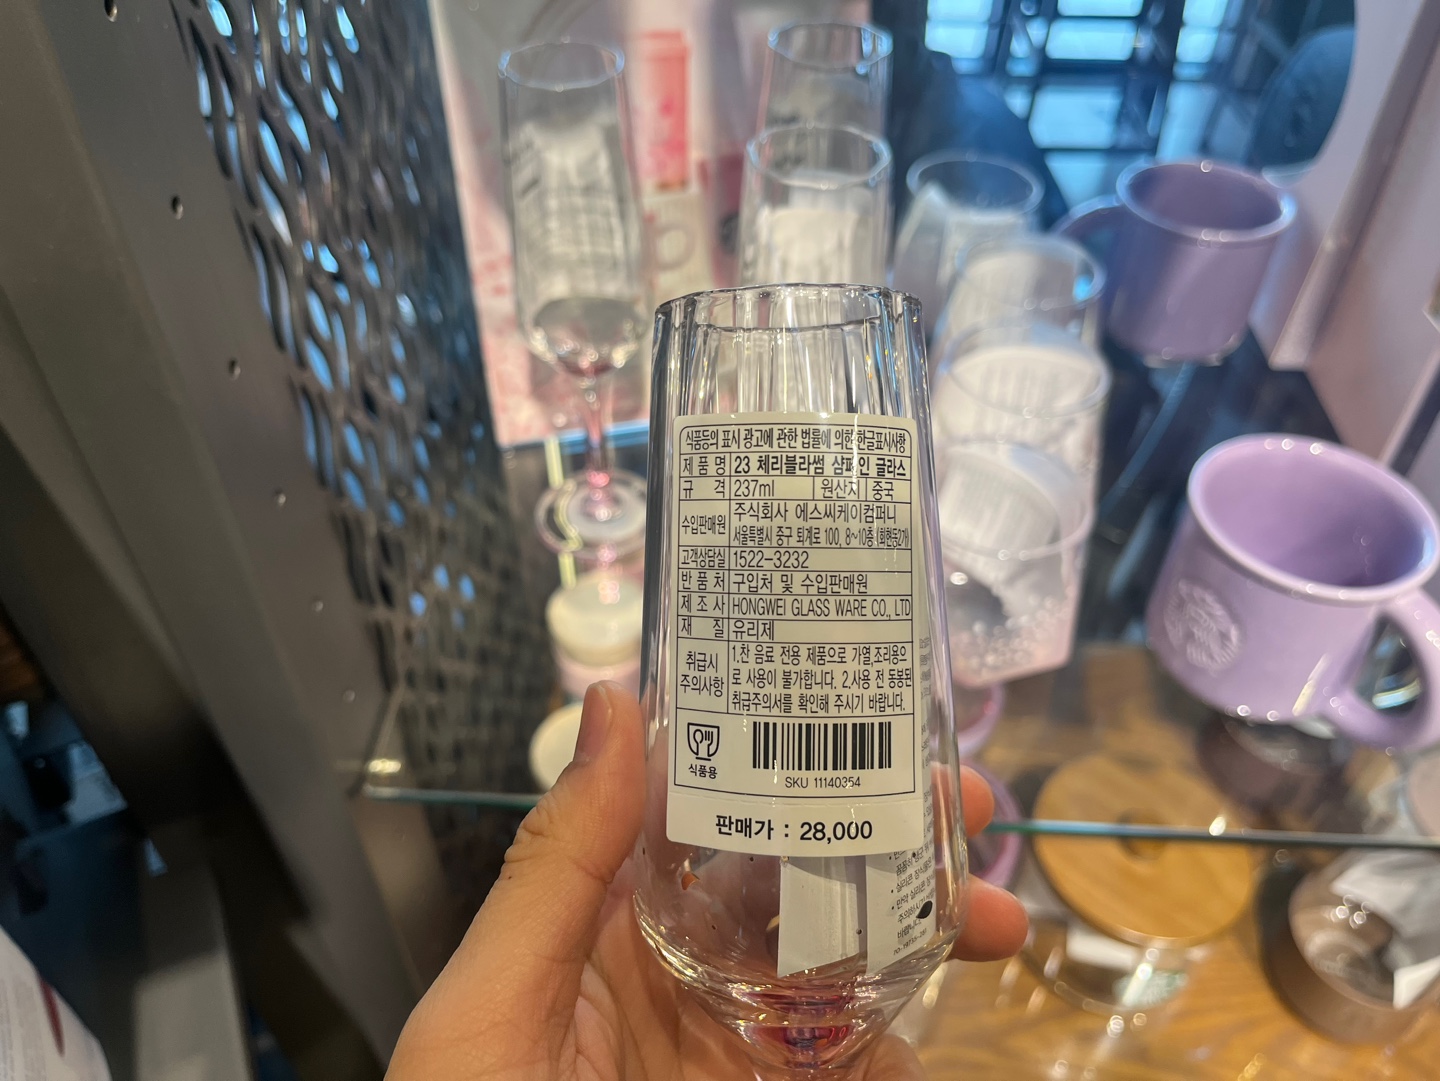 식품등의 표시 광고에 관한 법률에 의한 한글표시사항
제 품 명 23 체리블라썸 샴페인 글라스
규 격 237ml 원산지 중국
수입판매원 주식회사 에스씨케이컴퍼니
서울특별시 중구 퇴계로 100, 8~10층(회현동2가)
고객상담실 1522-3232
반 품 처 구입처 및 수입판매원
제 조 사 HONGWEI GLASS WARE CO., LTD
재 질 유리제
취급시 주의사항 1.찬 음료 전용 제품으로 가열,조리용으
로 사용이 불가합니다. 2.사용 전 동봉된
취급주의서를 확인해 주시기 바랍니다.
식품용
SKU 11140354
판매가 : 28,000